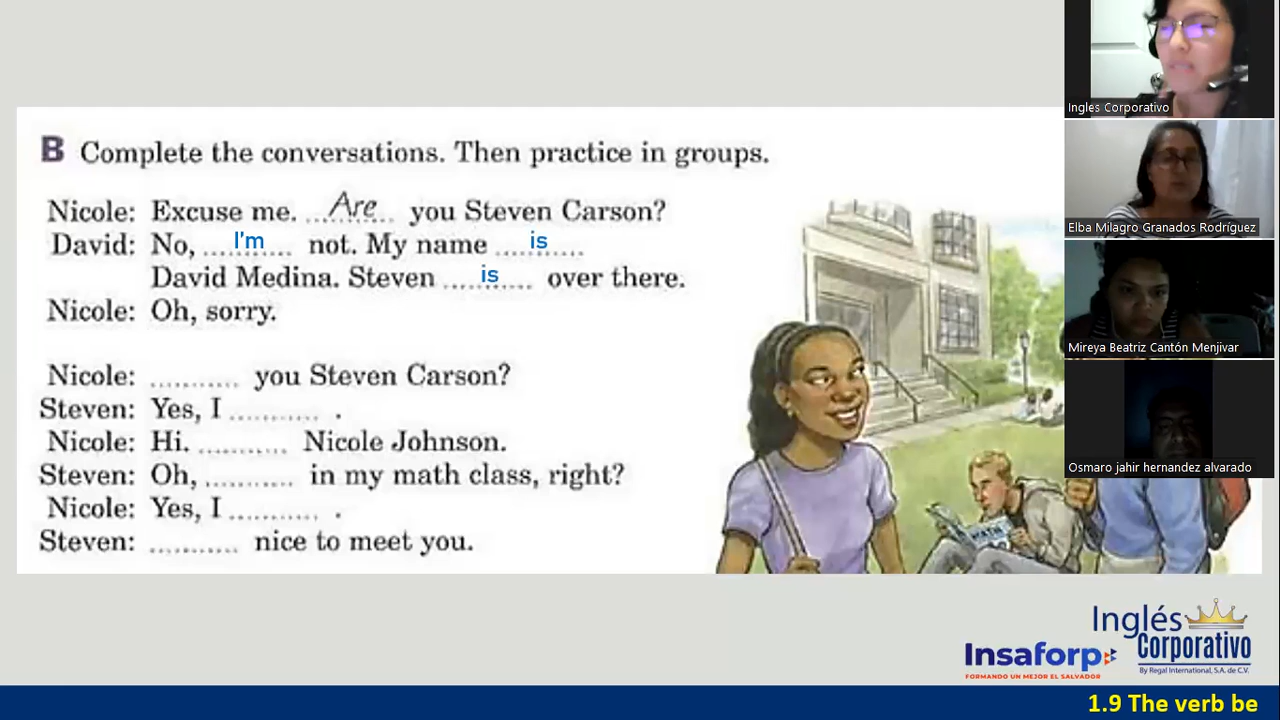 B Complete the conversations. Then practice in groups.
Nicole: Excuse me. Are you Steven Carson?
David: No, I'm not. My name is
David Medina. Steven is over there.
Nicole: Oh, sorry.
Nicole: .......... you Steven Carson?
Steven: Yes, I .......... .
Nicole: Hi. .......... Nicole Johnson.
Steven: Oh, .......... in my math class, right?
Nicole: Yes, I .......... .
Steven: .......... nice to meet you.
Ingles Corporativo
Elba Milagro Granados Rodríguez
Mireya Beatriz Cantón Menjivar
Osmaro jahir hernandez alvarado
MATH
Insaforp
FORMANDO UN MEJOR EL SALVADOR
Inglés
Corporativo
By Regal International, S.A. de C.V.
1.9 The verb be